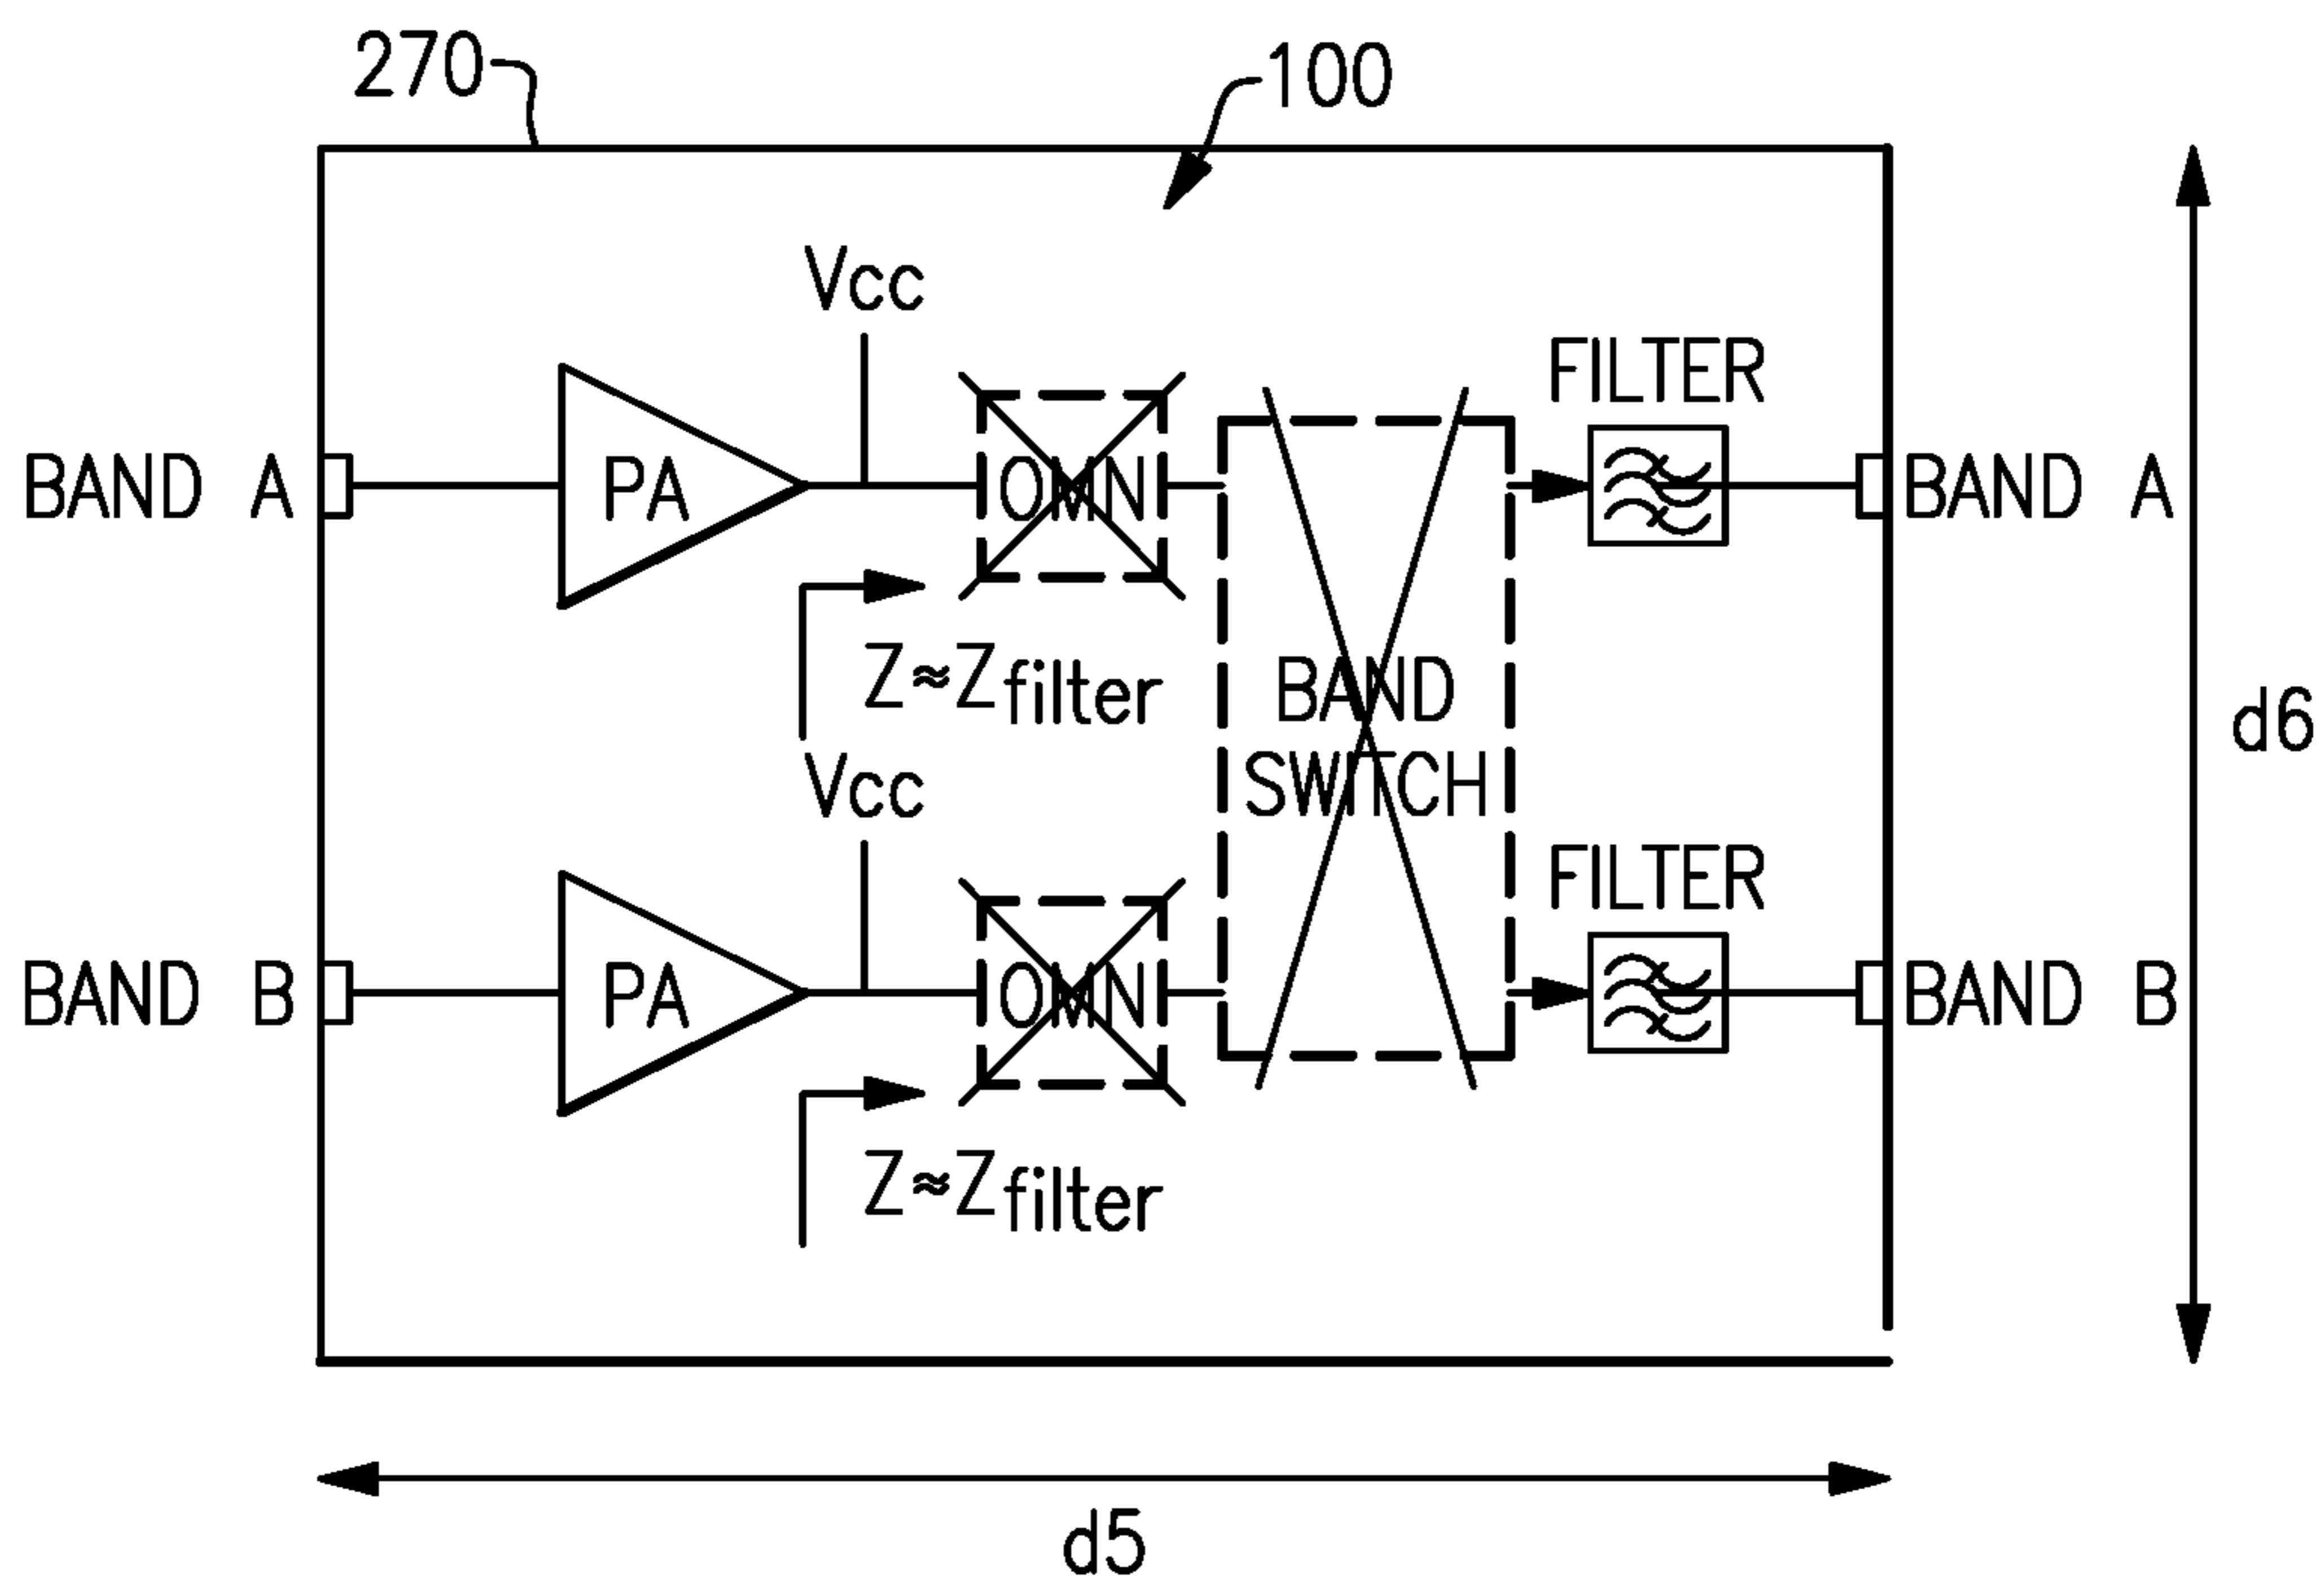 270
100
Vcc
FILTER
BAND A
PA
OMN
BAND A
Z≈Zfilter
BAND
SWITCH
d6
Vcc
FILTER
BAND B
PA
OMN
BAND B
Z≈Zfilter
d5